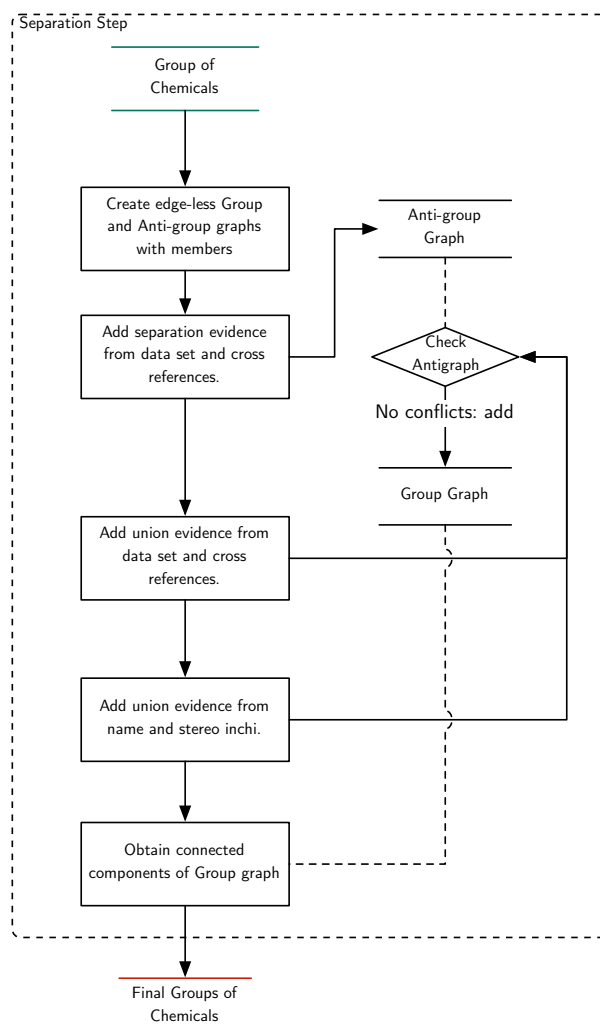 Separation Step
Group of
Chemicals
Create edge-less Group
and Anti-group graphs
with members
Anti-group
Graph
Add separation evidence
from data set and cross
references.
Check
Antigraph
No conflicts: add
Group Graph
Add union evidence from
data set and cross
references.
Add union evidence from
name and stereo inchi.
Obtain connected
components of Group graph
Final Groups of
Chemicals